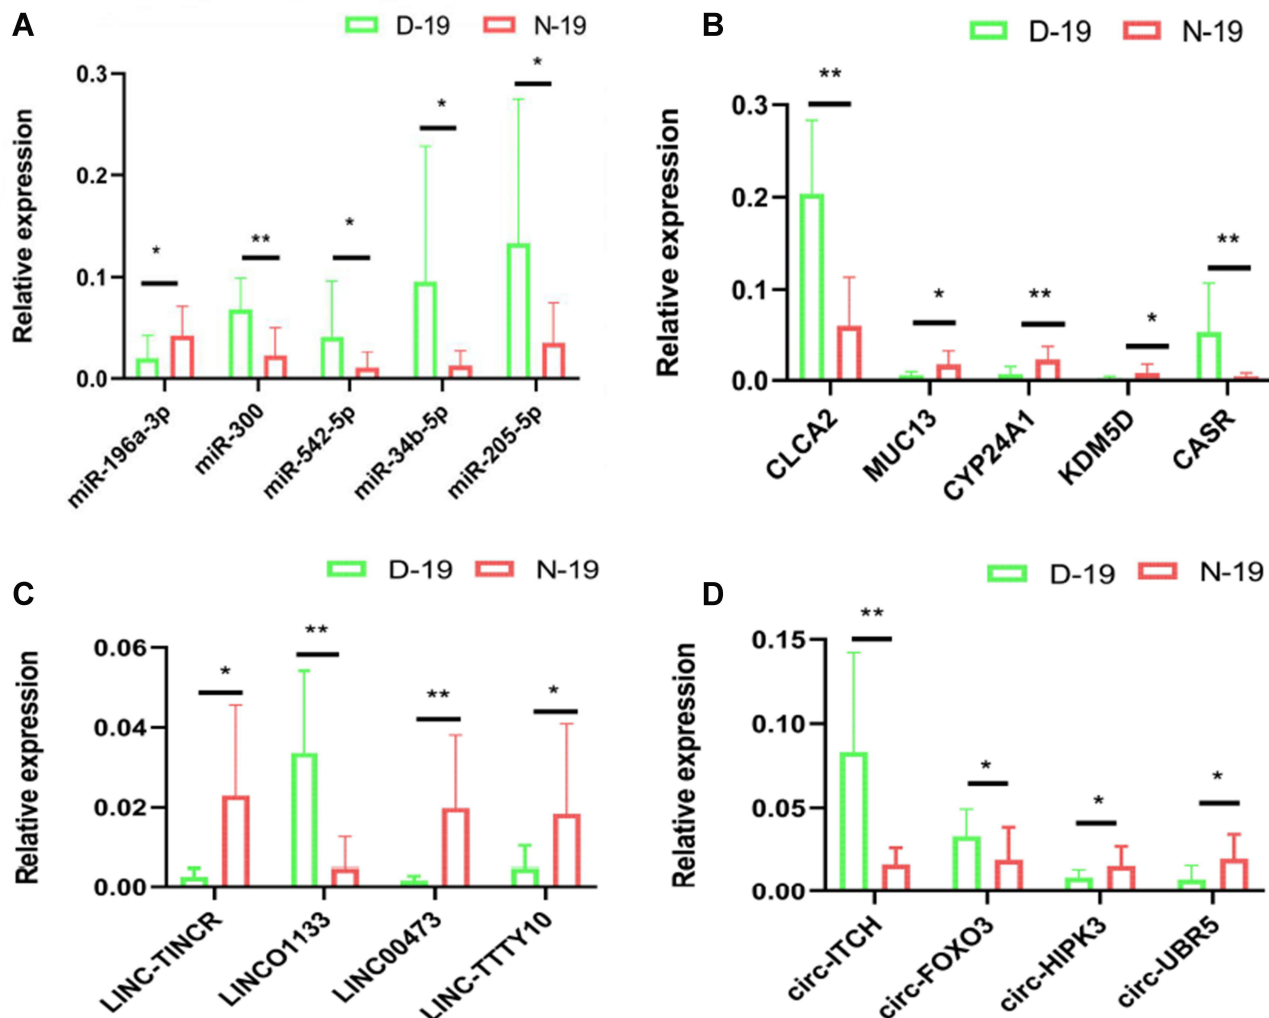 A
D-19 N-19
Relative expression
0.3
0.2
0.1
0.0
*
**
*
*
*
miR-196a-3p
miR-300
miR-542-5p
miR-34b-5p
miR-205-5p
B
D-19 N-19
Relative expression
0.3
0.2
0.1
0.0
**
*
**
*
**
CLCA2
MUC13
CYP24A1
KDM5D
CASR
C
D-19 N-19
Relative expression
0.06
0.04
0.02
0.00
*
**
**
*
LINC-TINCR
LINCO1133
LINC00473
LINC-TTTY10
D
D-19 N-19
Relative expression
0.15
0.10
0.05
0.00
**
*
*
*
circ-ITCH
circ-FOXO3
circ-HIPK3
circ-UBR5